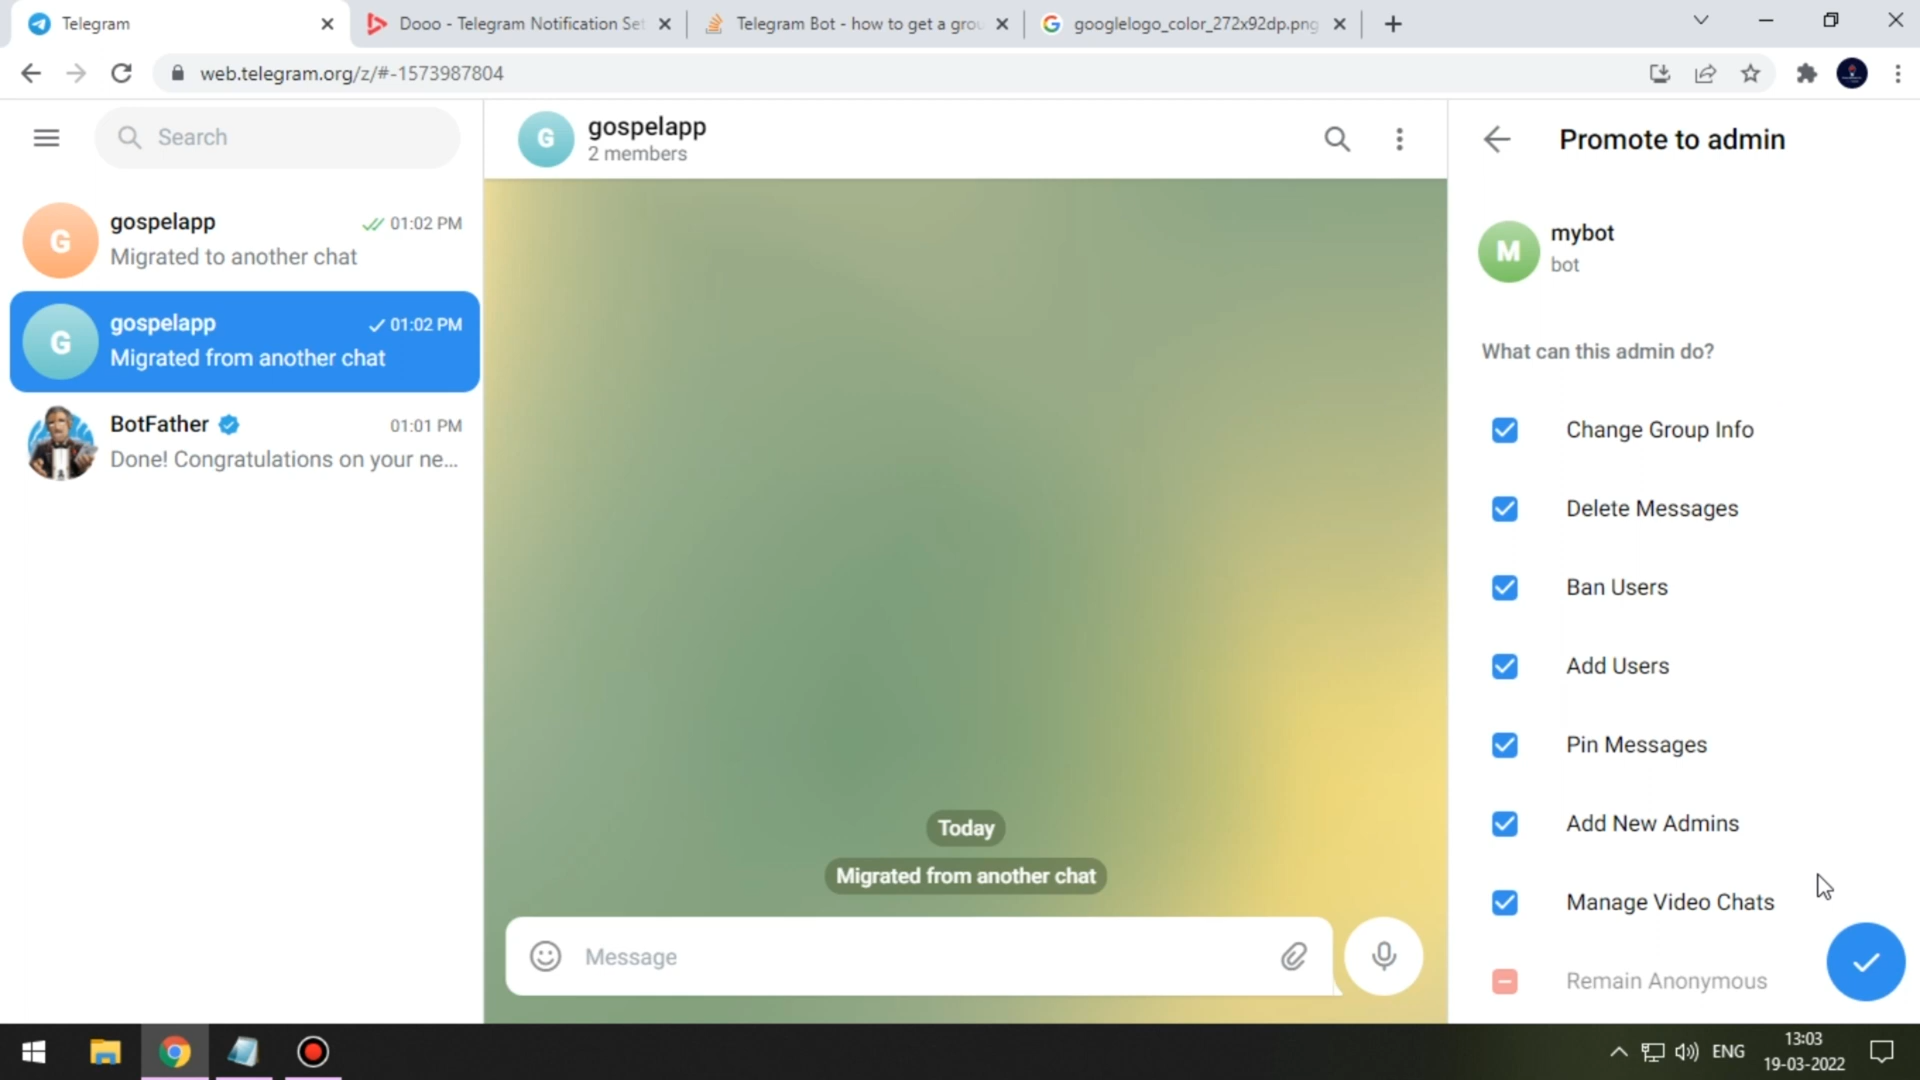 Telegram
Dooo - Telegram Notification Set
Telegram Bot - how to get a grou
googlelogo_color_272x92dp.png
web.telegram.org/z/#-1573987804
Search
G
gospelapp
01:02 PM
Migrated to another chat
G
gospelapp
01:02 PM
Migrated from another chat
BotFather
01:01 PM
Done! Congratulations on your ne...
G
gospelapp
2 members
Today
Migrated from another chat
Message
Promote to admin
M
mybot
bot
What can this admin do?
Change Group Info
Delete Messages
Ban Users
Add Users
Pin Messages
Add New Admins
Manage Video Chats
Remain Anonymous
ENG
13:03
19-03-2022